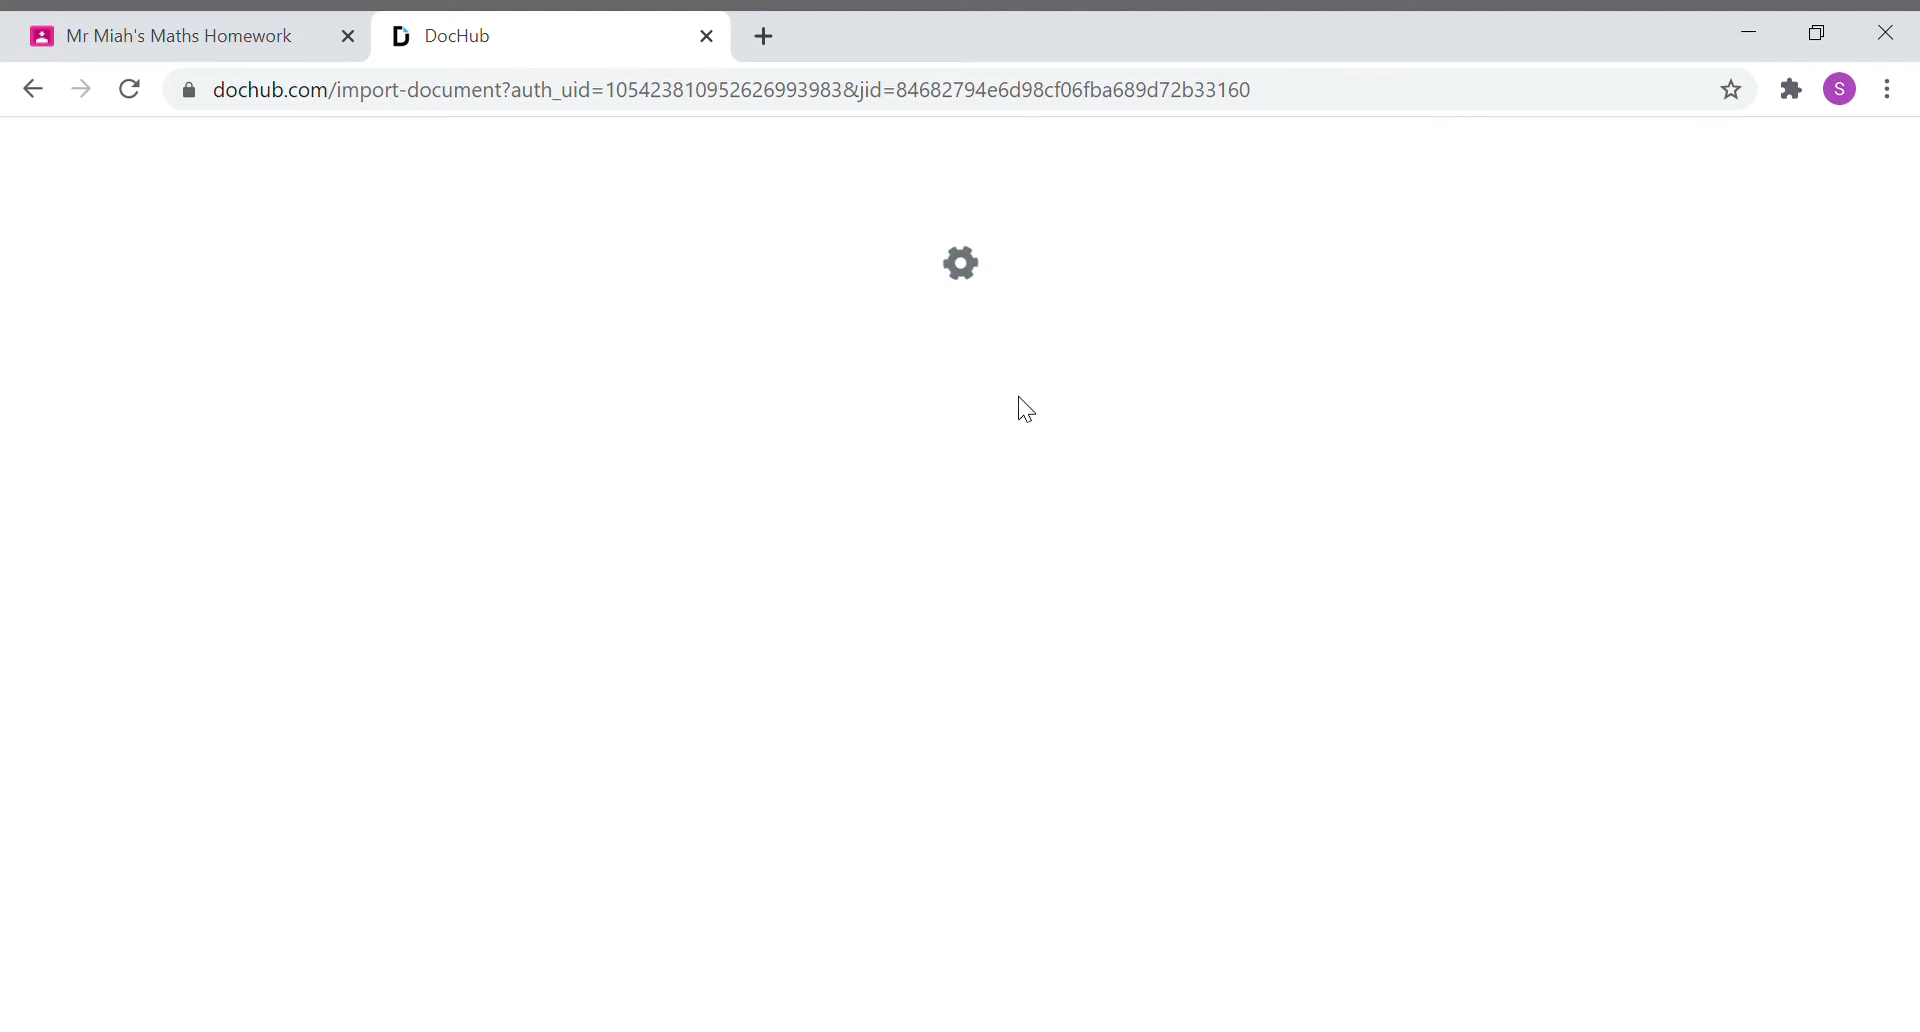 Mr Miah's Maths Homework
DocHub
dochub.com/import-document?auth_uid=105423810952626993983&jid=84682794e6d98cf06fba689d72b33160
S